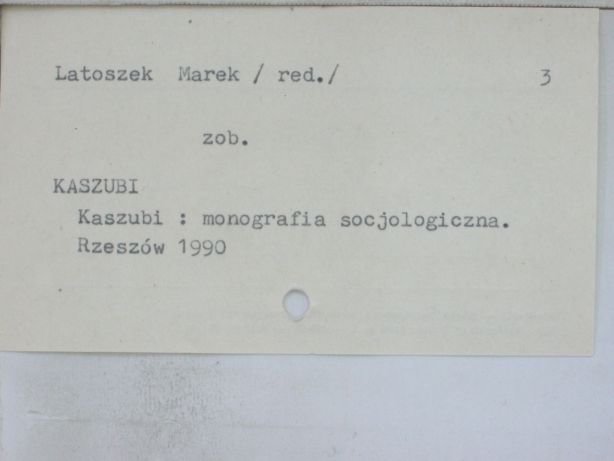 Latoszek Marek / red./ 3
zob.
KASZUBI
Kaszubi : monografia socjologiczna.
Rzeszów 1990